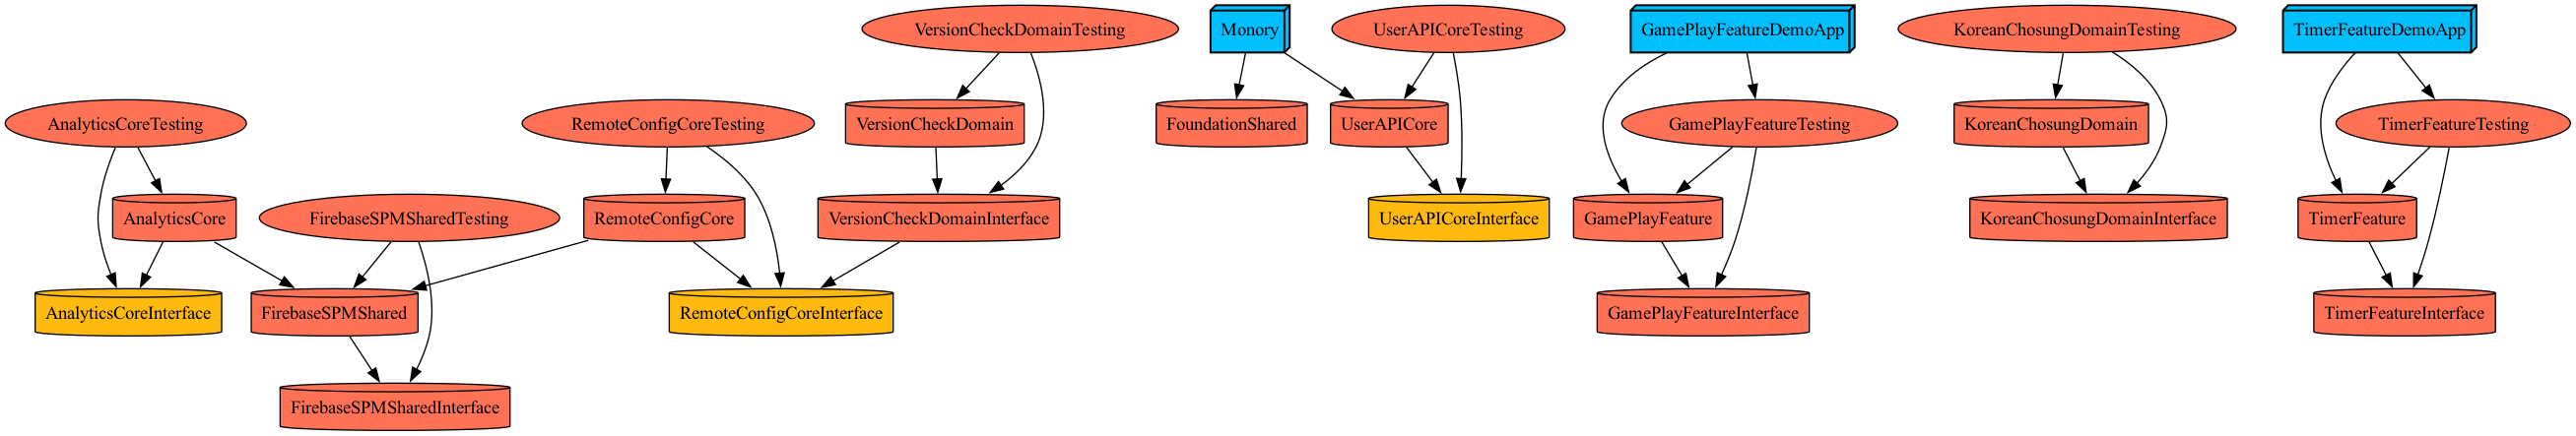 VersionCheckDomainTesting
Monory
UserAPICoreTesting
GamePlayFeatureDemoApp
KoreanChosungDomainTesting
TimerFeatureDemoApp
AnalyticsCoreTesting
RemoteConfigCoreTesting
VersionCheckDomain
FoundationShared
UserAPICore
GamePlayFeatureTesting
KoreanChosungDomain
TimerFeatureTesting
AnalyticsCore
FirebaseSPMSharedTesting
RemoteConfigCore
VersionCheckDomainInterface
UserAPICoreInterface
GamePlayFeature
KoreanChosungDomainInterface
TimerFeature
AnalyticsCoreInterface
FirebaseSPMShared
RemoteConfigCoreInterface
GamePlayFeatureInterface
TimerFeatureInterface
FirebaseSPMSharedInterface